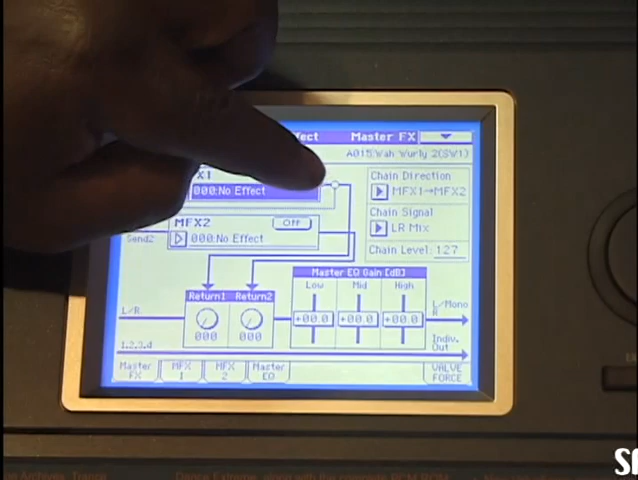 ect Master FX
A015:Wah Wurly 2(SW1)
X1
000:No Effect
Chain Direction
MFX1→MFX2
MFX2 Off
Send2
000:No Effect
Chain Signal
LR Mix
Chain Level: 127
Master EQ Gain [dB]
Low Mid High
Return1 Return2
L/R
+00.0 +00.0 +00.0
L/Mono
R
000 000
1,2,3,4
Indiv.
Out
Master FX
MFX 1
MFX 2
Master EQ
VALVE FORCE